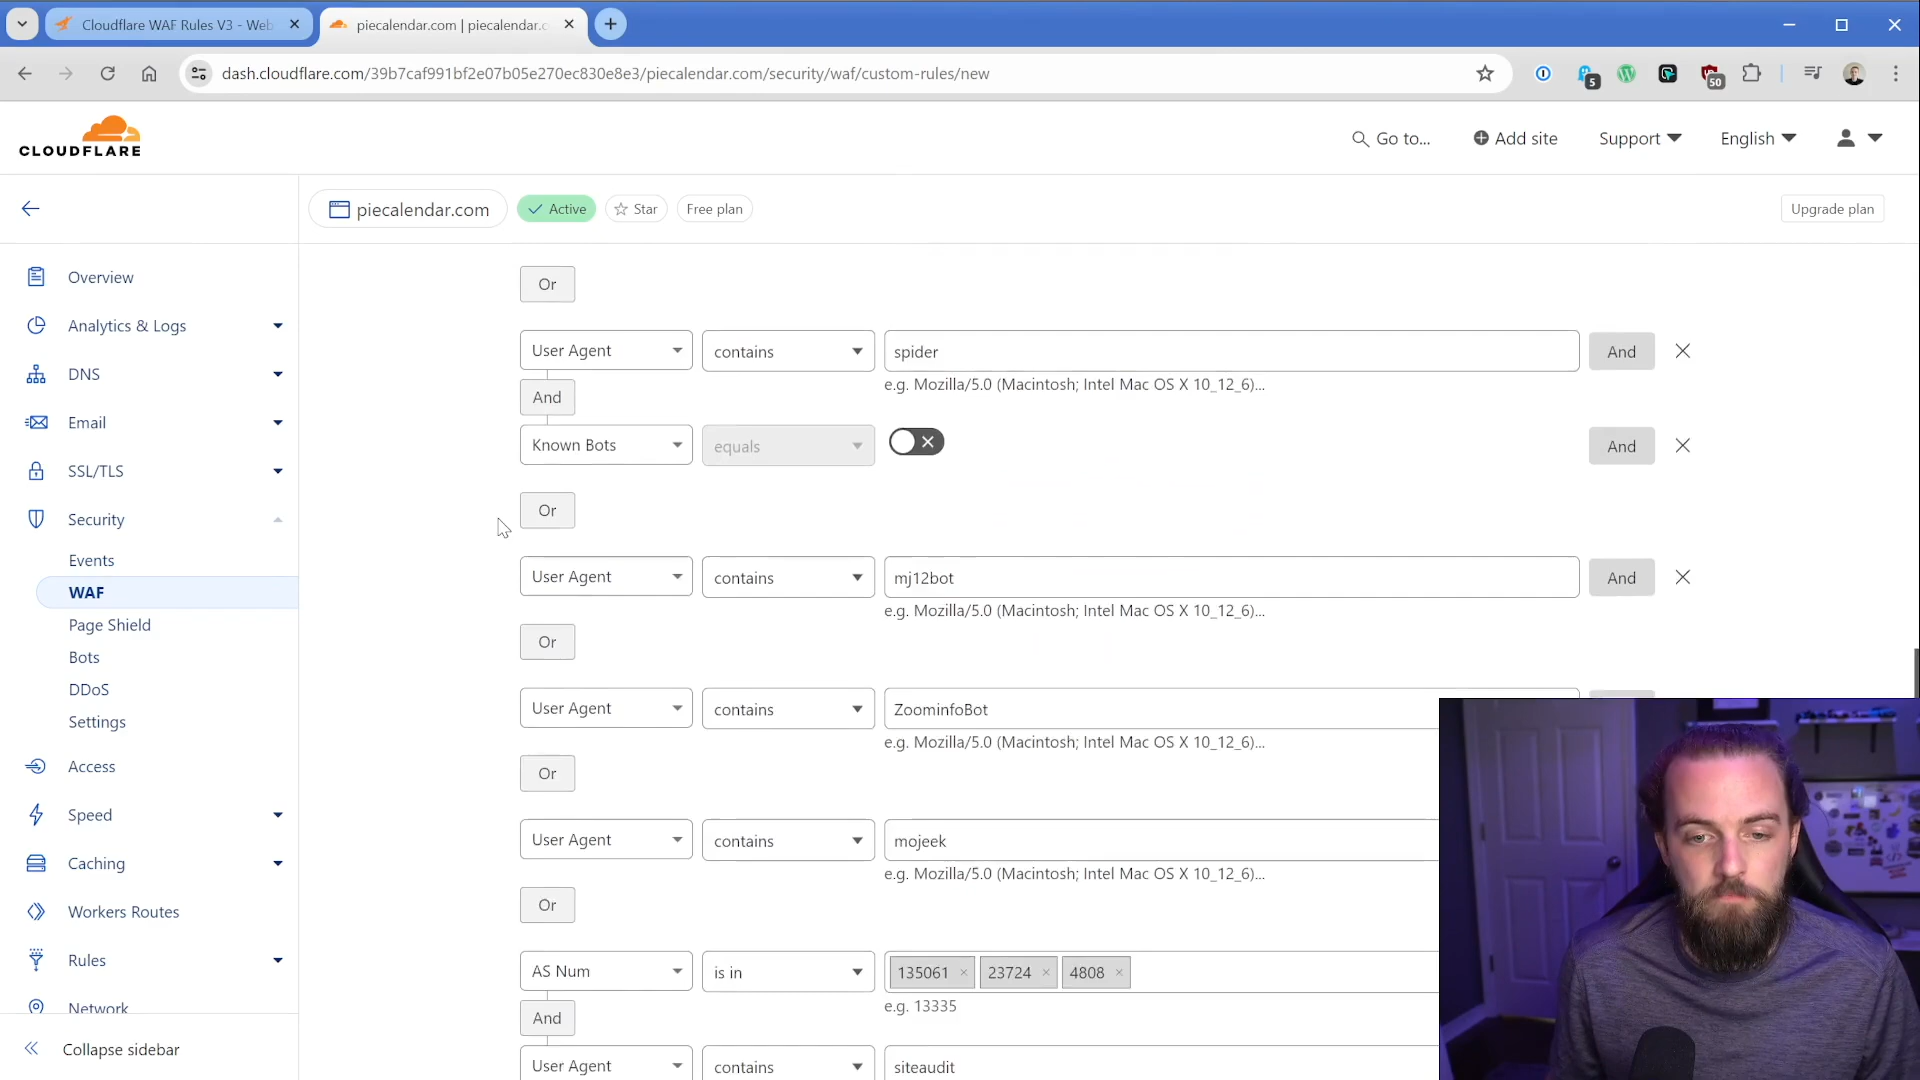 Cloudflare WAF Rules V3 - Web
piecalendar.com | piecalendar.c
dash.cloudflare.com/39b7caf991bf2e07b05e270ec830e8e3/piecalendar.com/security/waf/custom-rules/new
5
50
CLOUDFLARE
Go to...
Add site
Support
English
piecalendar.com
Active
Star
Free plan
Upgrade plan
Overview
Analytics & Logs
DNS
Email
SSL/TLS
Security
Events
WAF
Page Shield
Bots
DDoS
Settings
Access
Speed
Caching
Workers Routes
Rules
Network
Collapse sidebar
Or
User Agent contains spider And
e.g. Mozilla/5.0 (Macintosh; Intel Mac OS X 10_12_6)...
And
Known Bots equals And
Or
User Agent contains mj12bot And
e.g. Mozilla/5.0 (Macintosh; Intel Mac OS X 10_12_6)...
Or
User Agent contains ZoominfoBot
e.g. Mozilla/5.0 (Macintosh; Intel Mac OS X 10_12_6)...
Or
User Agent contains mojeek
e.g. Mozilla/5.0 (Macintosh; Intel Mac OS X 10_12_6)...
Or
AS Num is in 135061 23724 4808
e.g. 13335
And
User Agent contains siteaudit